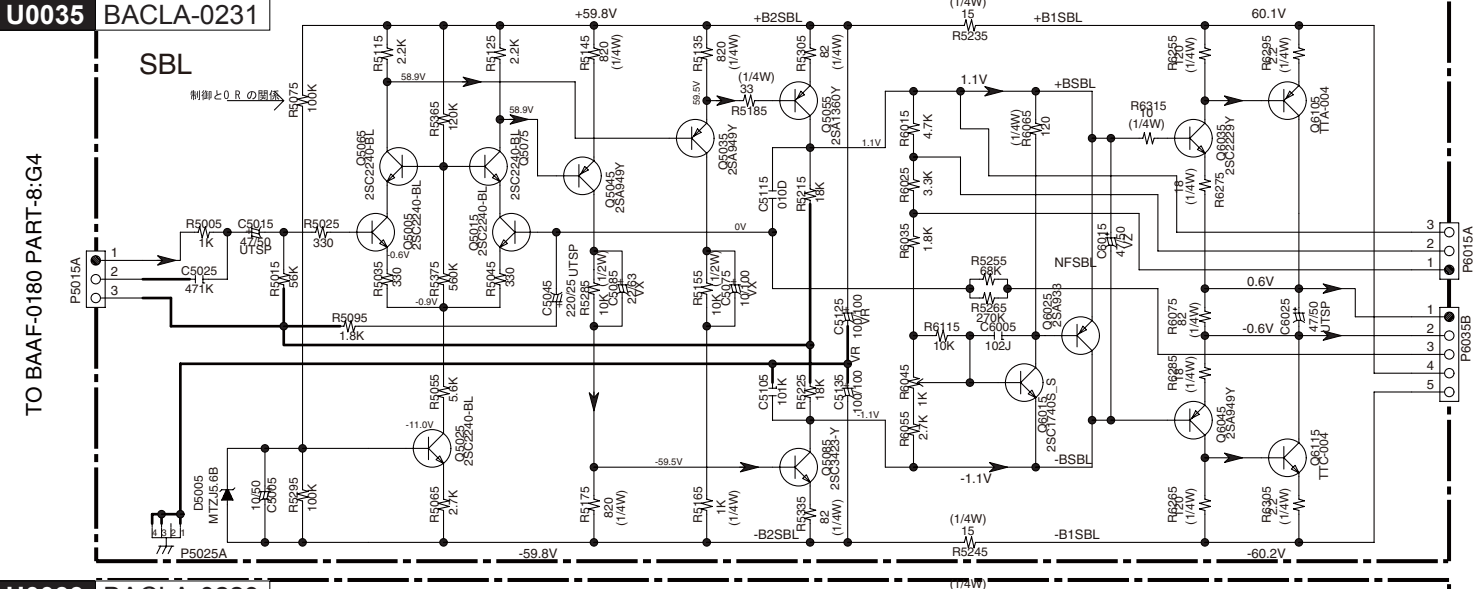 U0035 BACLA-0231
SBL
TO BAAF-0180 PART-8:G4
制御とO R の関係
+59.8V
+B2SBL
(1/4W)
15
R5235
+B1SBL
60.1V
R5115
2.2K
R5125
2.2K
R5145
820
(1/4W)
R5135
820
(1/4W)
R5305
82
(1/4W)
R6255
120
(1/4W)
R6295
2.2
(1/4W)
58.9V
58.9V
59.5V
(1/4W)
33
R5185
Q5055
2SA1360Y
1.1V
+BSBL
R5075
100K
R5365
120K
Q5065
2SC2240-BL
Q5075
2SC2240-BL
Q5045
2SA949Y
Q5035
2SA949Y
1.1V
R6015
4.7K
R6065
120
(1/4W)
R6315
10
(1/4W)
Q6035
2SC2229Y
Q6105
TTA-004
R6025
3.3K
R6275
18
(1/4W)
C5115
010D
R5215
18K
P5015A
1
2
3
R5005
1K
C5015
47/50
UTSP
R5025
330
Q5005
2SC2240-BL
Q5015
2SC2240-BL
0V
R6035
1.8K
C6015
47/50
VZ
C5025
471K
R5015
56K
-0.6V
R5035
330
R5375
560K
R5045
330
-0.9V
C5045
220/25 UTSP
R5285
10K
(1/2W)
C5085
22/63
VX
R5155
10K
(1/2W)
C5075
10/100
VX
C5125
100/100
VR
R5255
68K
R5265
270K
NFSBL
Q6025
2SA933
0.6V
-0.6V
R6075
82
(1/4W)
C6025
47/50
UTSP
3
2
1
P6015A
1
2
3
4
5
P6035B
R5095
1.8K
R6115
10K
C6005
102J
R5055
5.6K
C5105
101K
R5225
18K
C5135
100/100
VR
R6045
1K
Q6015
2SC1740S_S
R6285
18
(1/4W)
-11.0V
Q5025
2SC2240-BL
-1.1V
R6055
2.7K
Q6045
2SA949Y
-59.5V
Q5085
2SC3423-Y
-BSBL
-1.1V
Q6115
TTC-004
D5005
MTZJ5.6B
10/50
C5005
R5295
100K
R5065
2.7K
R5175
820
(1/4W)
R5165
1K
(1/4W)
R5335
82
(1/4W)
R6265
120
(1/4W)
R6305
2.2
(1/4W)
4 3 2 1
P5025A
-59.8V
-B2SBL
(1/4W)
15
R5245
-B1SBL
-60.2V
(1/4W)